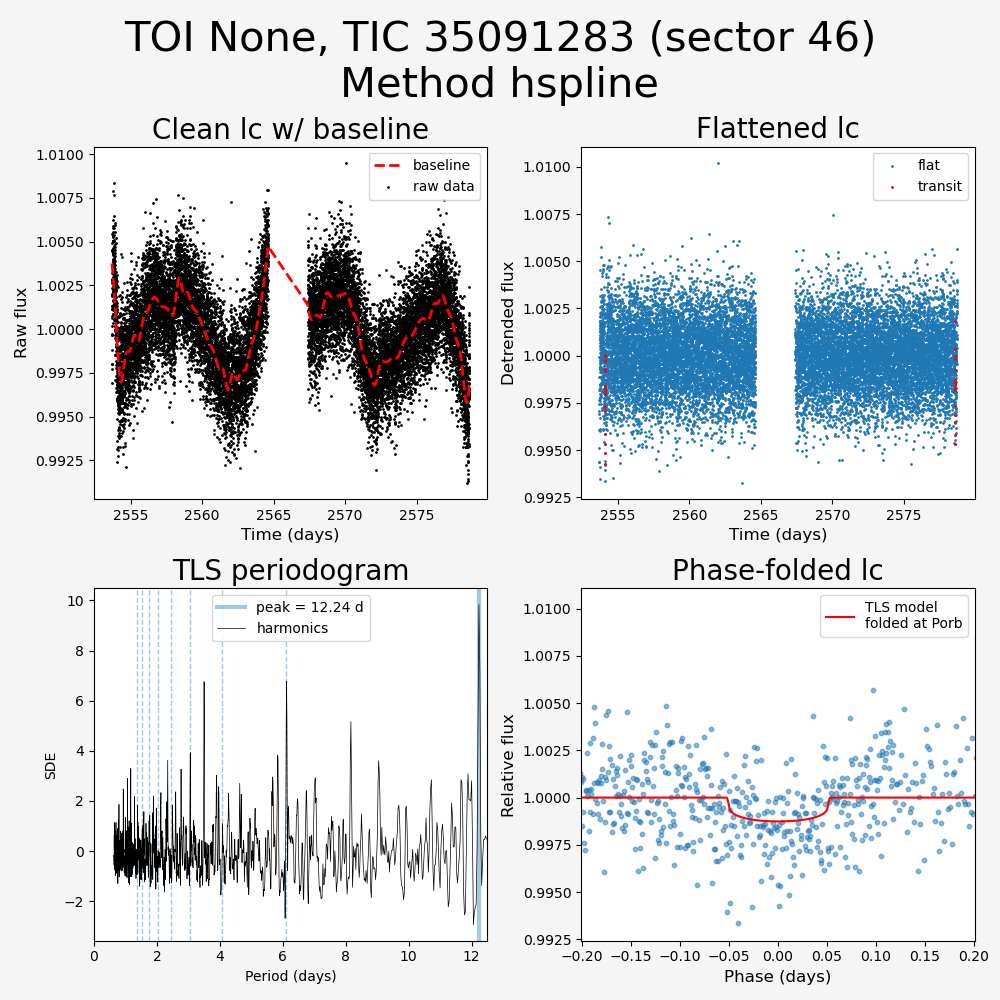 TOI None, TIC 35091283 (sector 46)
Method hspline
Clean lc w/ baseline
Raw flux
1.0100
1.0075
1.0050
1.0025
1.0000
0.9975
0.9950
0.9925
baseline
raw data
2555
2560
2565
2570
2575
Time (days)
Flattened lc
Detrended flux
1.0100
1.0075
1.0050
1.0025
1.0000
0.9975
0.9950
0.9925
flat
transit
2555
2560
2565
2570
2575
Time (days)
TLS periodogram
SDE
10
8
6
4
2
0
−2
peak = 12.24 d
harmonics
0
2
4
6
8
10
12
Period (days)
Phase-folded lc
Relative flux
1.0100
1.0075
1.0050
1.0025
1.0000
0.9975
0.9950
0.9925
TLS model
folded at Porb
−0.20
−0.15
−0.10
−0.05
0.00
0.05
0.10
0.15
0.20
Phase (days)